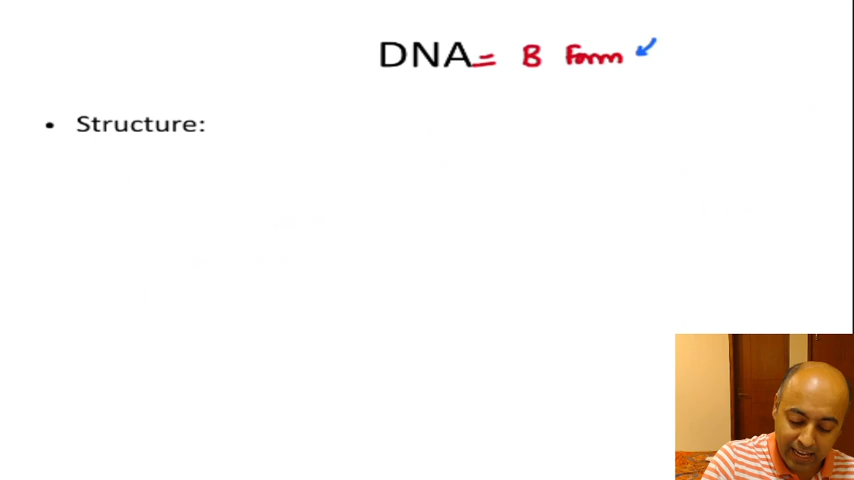 DNA = B Form
• Structure: